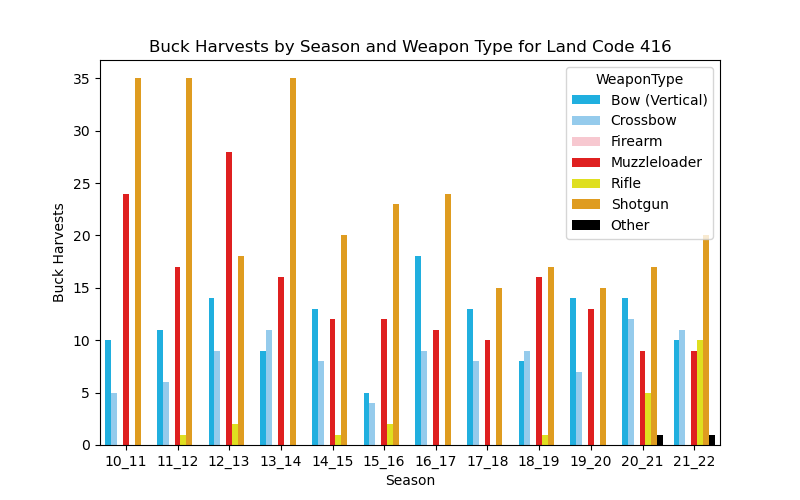 Buck Harvests by Season and Weapon Type for Land Code 416
WeaponType
Bow (Vertical)
Crossbow
Firearm
Muzzleloader
Rifle
Shotgun
Other
Buck Harvests
35
30
25
20
15
10
5
0
10_11 11_12 12_13 13_14 14_15 15_16 16_17 17_18 18_19 19_20 20_21 21_22
Season